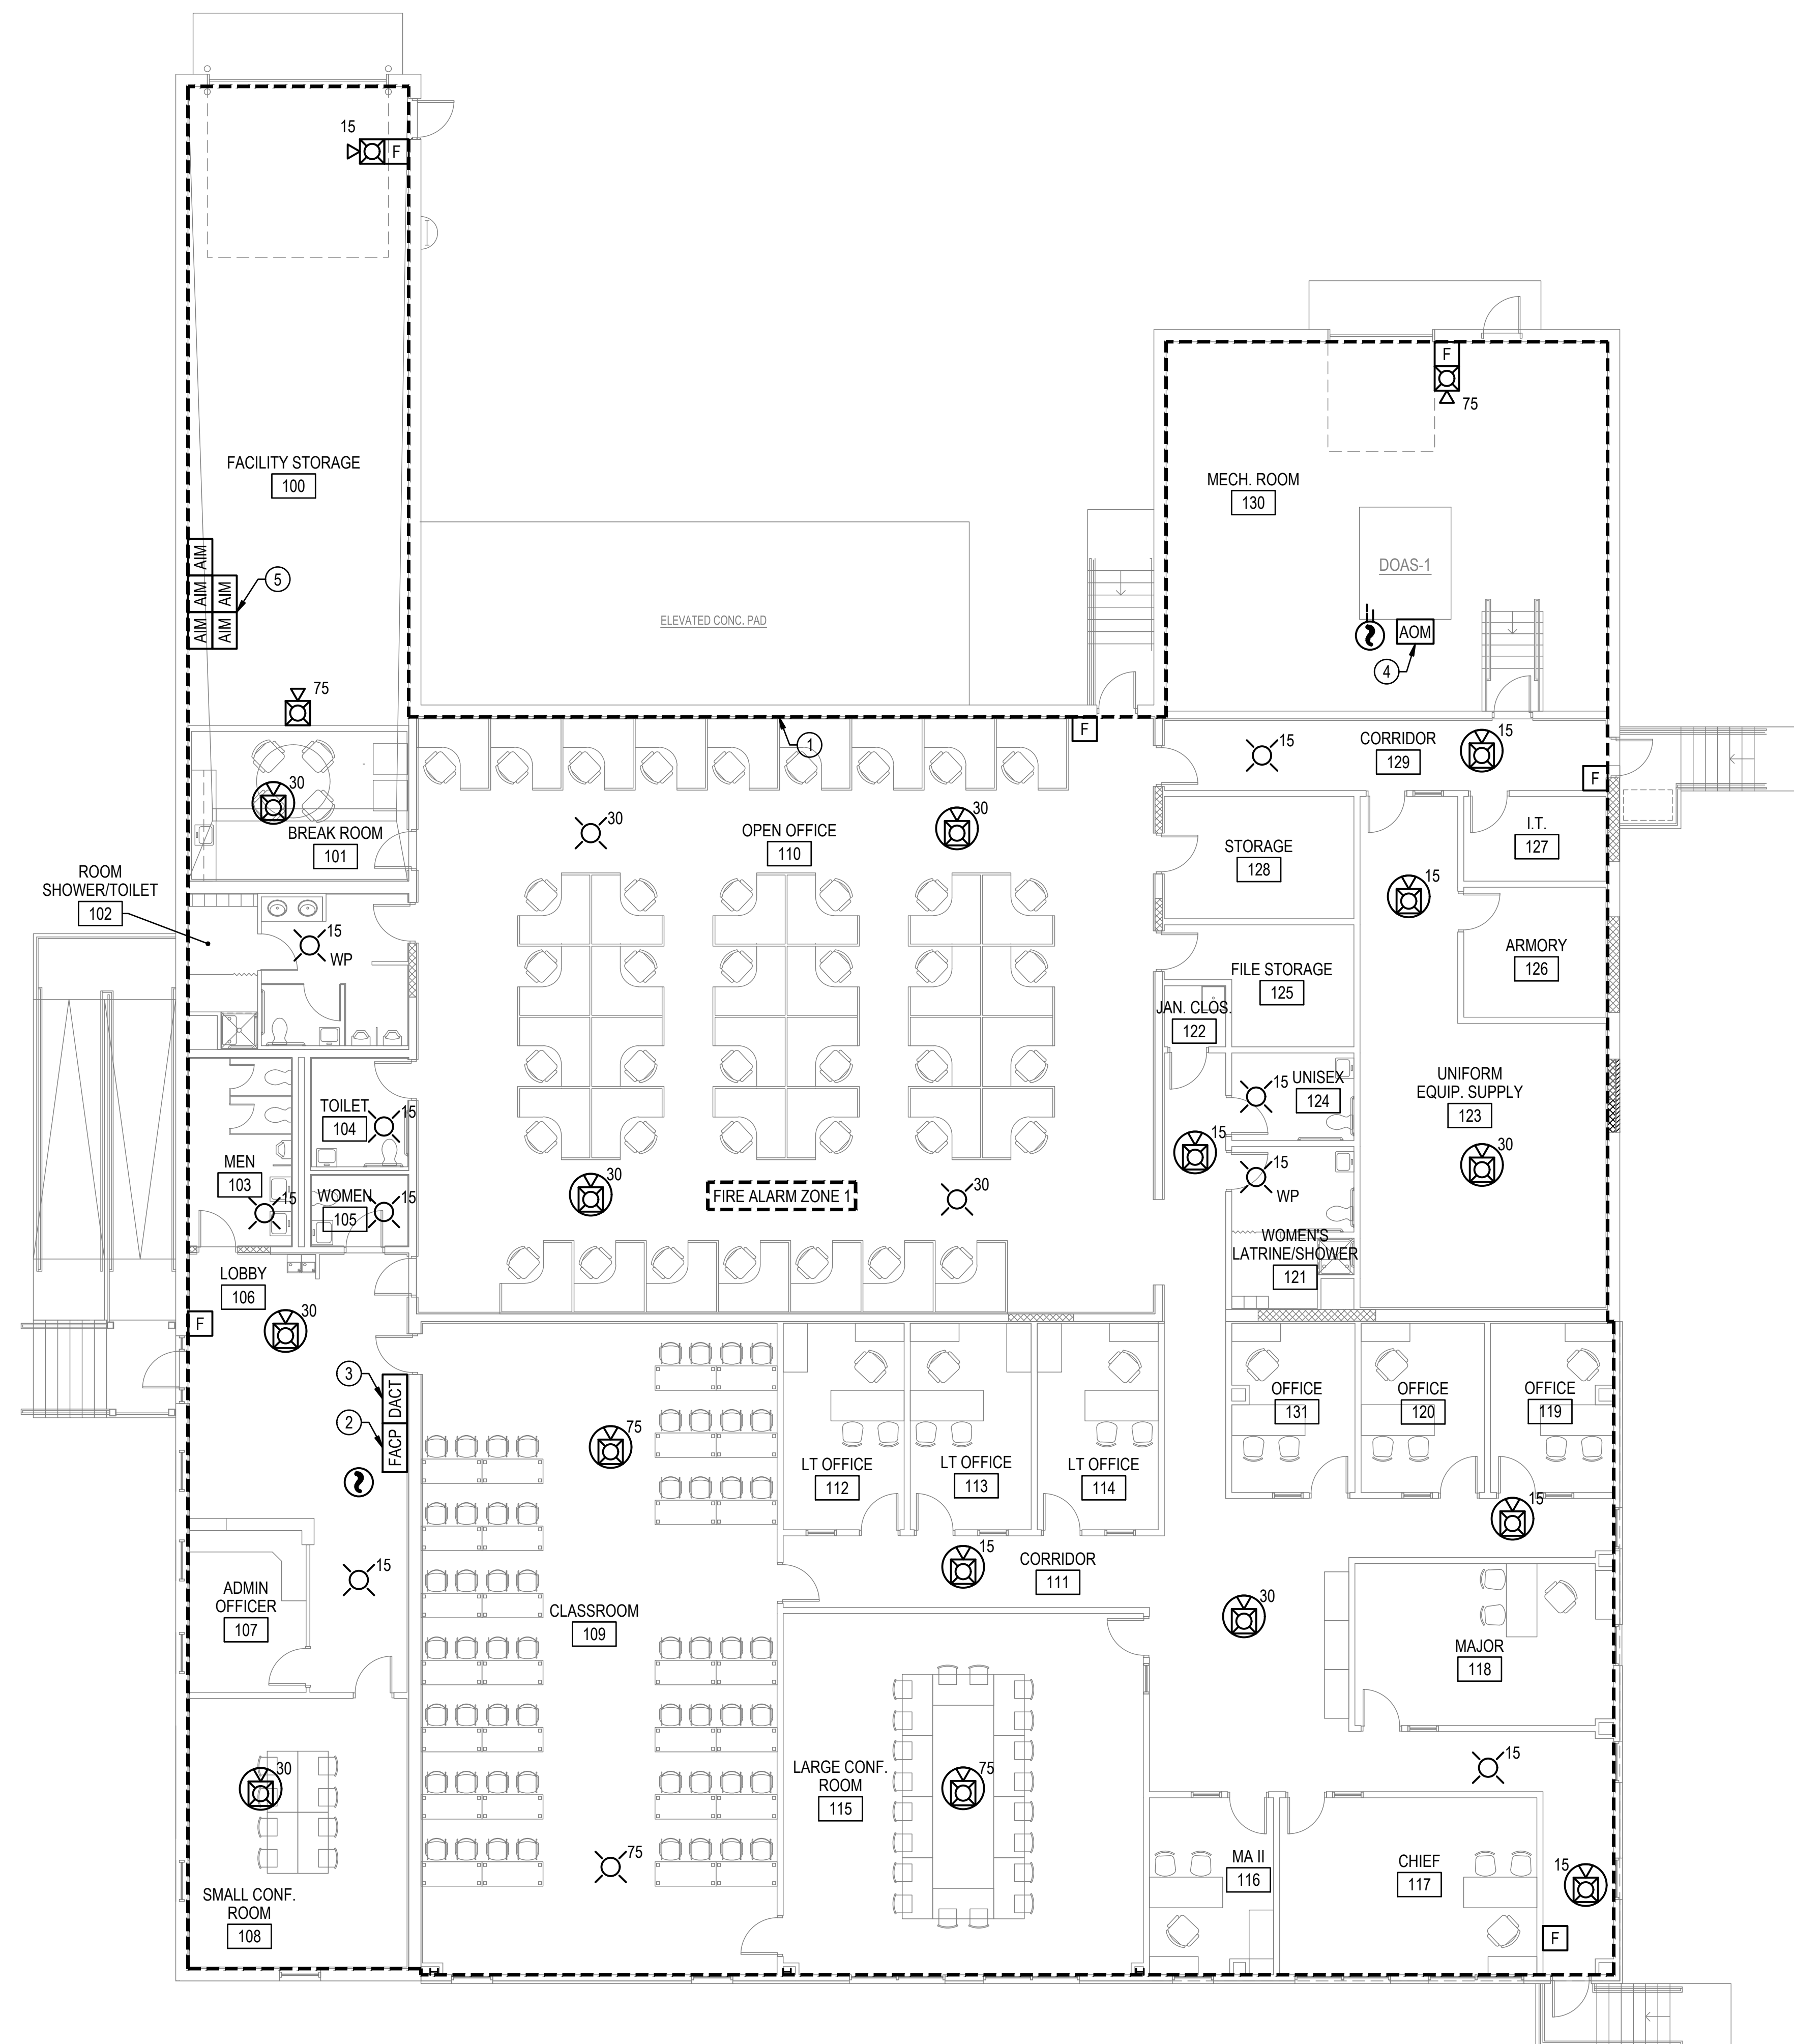 15
F
F
75
FACILITY STORAGE
100
MECH. ROOM
130
AIM
AIM AIM
AIM AIM
5
DOAS-1
ELEVATED CONC. PAD
AOM
4
75
F
1
15
CORRIDOR
129
15
F
30
BREAK ROOM
101
30
OPEN OFFICE
110
30
STORAGE
128
I.T.
127
ROOM
SHOWER/TOILET
102
15
WP
15
ARMORY
126
FILE STORAGE
125
JAN. CLOS.
122
UNIFORM
EQUIP. SUPPLY
123
30
TOILET
104
15
15
UNISEX
124
15
MEN
103
15
WOMEN
105
15
30
FIRE ALARM ZONE 1
30
15
WP
WOMEN'S
LATRINE/SHOWER
121
LOBBY
106
F
30
3
DACT
2
FACP
75
LT OFFICE
112
LT OFFICE
113
LT OFFICE
114
OFFICE
131
OFFICE
120
OFFICE
119
15
15
CORRIDOR
111
15
ADMIN
OFFICER
107
CLASSROOM
109
30
MAJOR
118
30
LARGE CONF.
ROOM
115
75
15
75
MA II
116
CHIEF
117
15
SMALL CONF.
ROOM
108
F